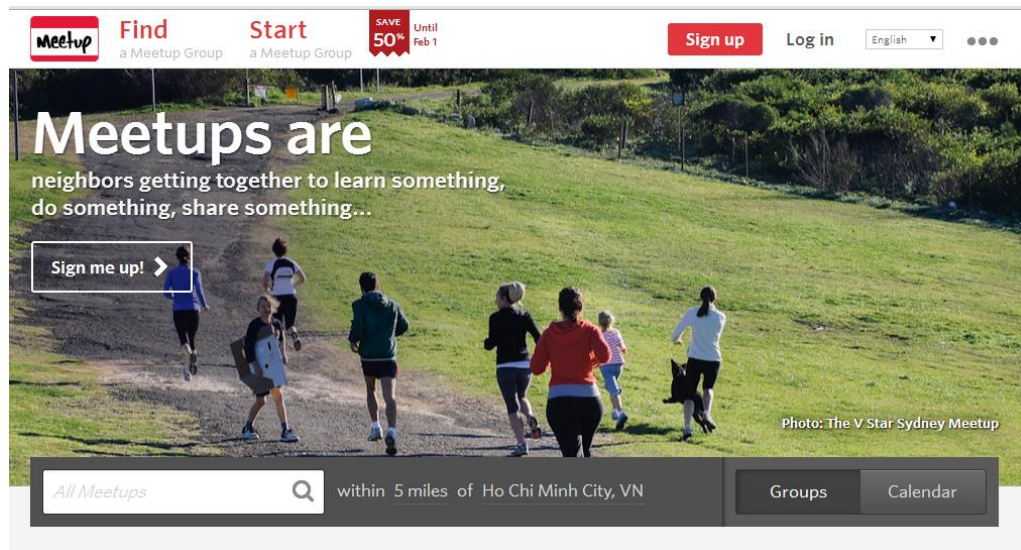 Meetup
Find
a Meetup Group
Start
a Meetup Group
SAVE
50%
Until
Feb 1
Sign up
Log in
English
Meetups are
neighbors getting together to learn something,
do something, share something...
Sign me up!
Photo: The V Star Sydney Meetup
All Meetups
within 5 miles of Ho Chi Minh City, VN
Groups
Calendar